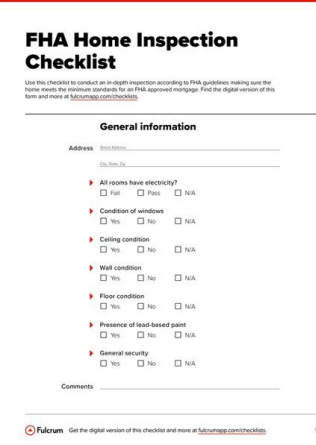 FHA Home Inspection
Checklist
Use this checklist to conduct an in-depth inspection according to FHA guidelines making sure the
home meets the minimum standards for an FHA approved mortgage. Find the digital version of this
form and more at fulcrumapp.com/checklists.
General information
Address Street Address
City, State, Zip
All rooms have electricity?
Fail Pass N/A
Condition of windows
Yes No N/A
Ceiling condition
Yes No N/A
Wall condition
Yes No N/A
Floor condition
Yes No N/A
Presence of lead-based paint
Yes No N/A
General security
Yes No N/A
Comments
Fulcrum Get the digital version of this checklist and more at fulcrumapp.com/checklists.